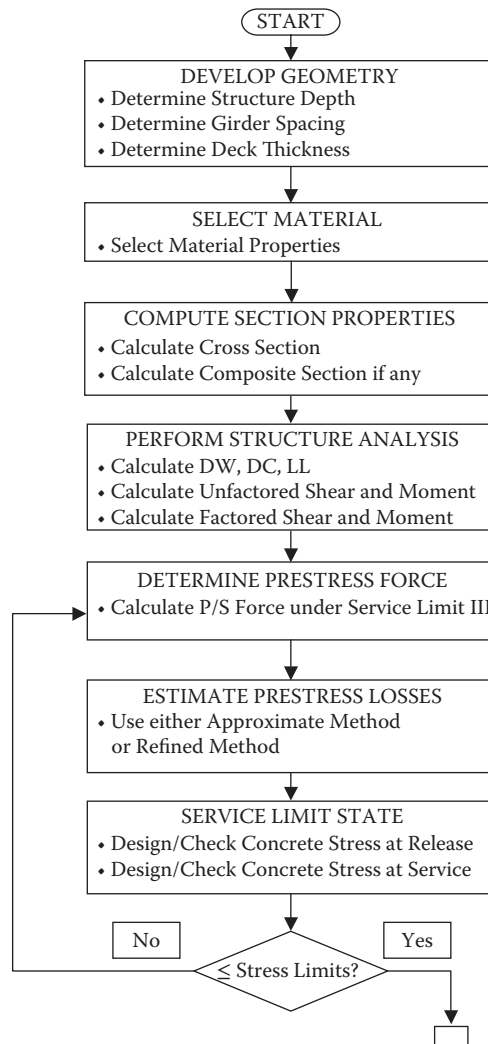 START
DEVELOP GEOMETRY
• Determine Structure Depth
• Determine Girder Spacing
• Determine Deck Thickness
SELECT MATERIAL
• Select Material Properties
COMPUTE SECTION PROPERTIES
• Calculate Cross Section
• Calculate Composite Section if any
PERFORM STRUCTURE ANALYSIS
• Calculate DW, DC, LL
• Calculate Unfactored Shear and Moment
• Calculate Factored Shear and Moment
DETERMINE PRESTRESS FORCE
• Calculate P/S Force under Service Limit III
ESTIMATE PRESTRESS LOSSES
• Use either Approximate Method
or Refined Method
SERVICE LIMIT STATE
• Design/Check Concrete Stress at Release
• Design/Check Concrete Stress at Service
No
Yes
≤ Stress Limits?